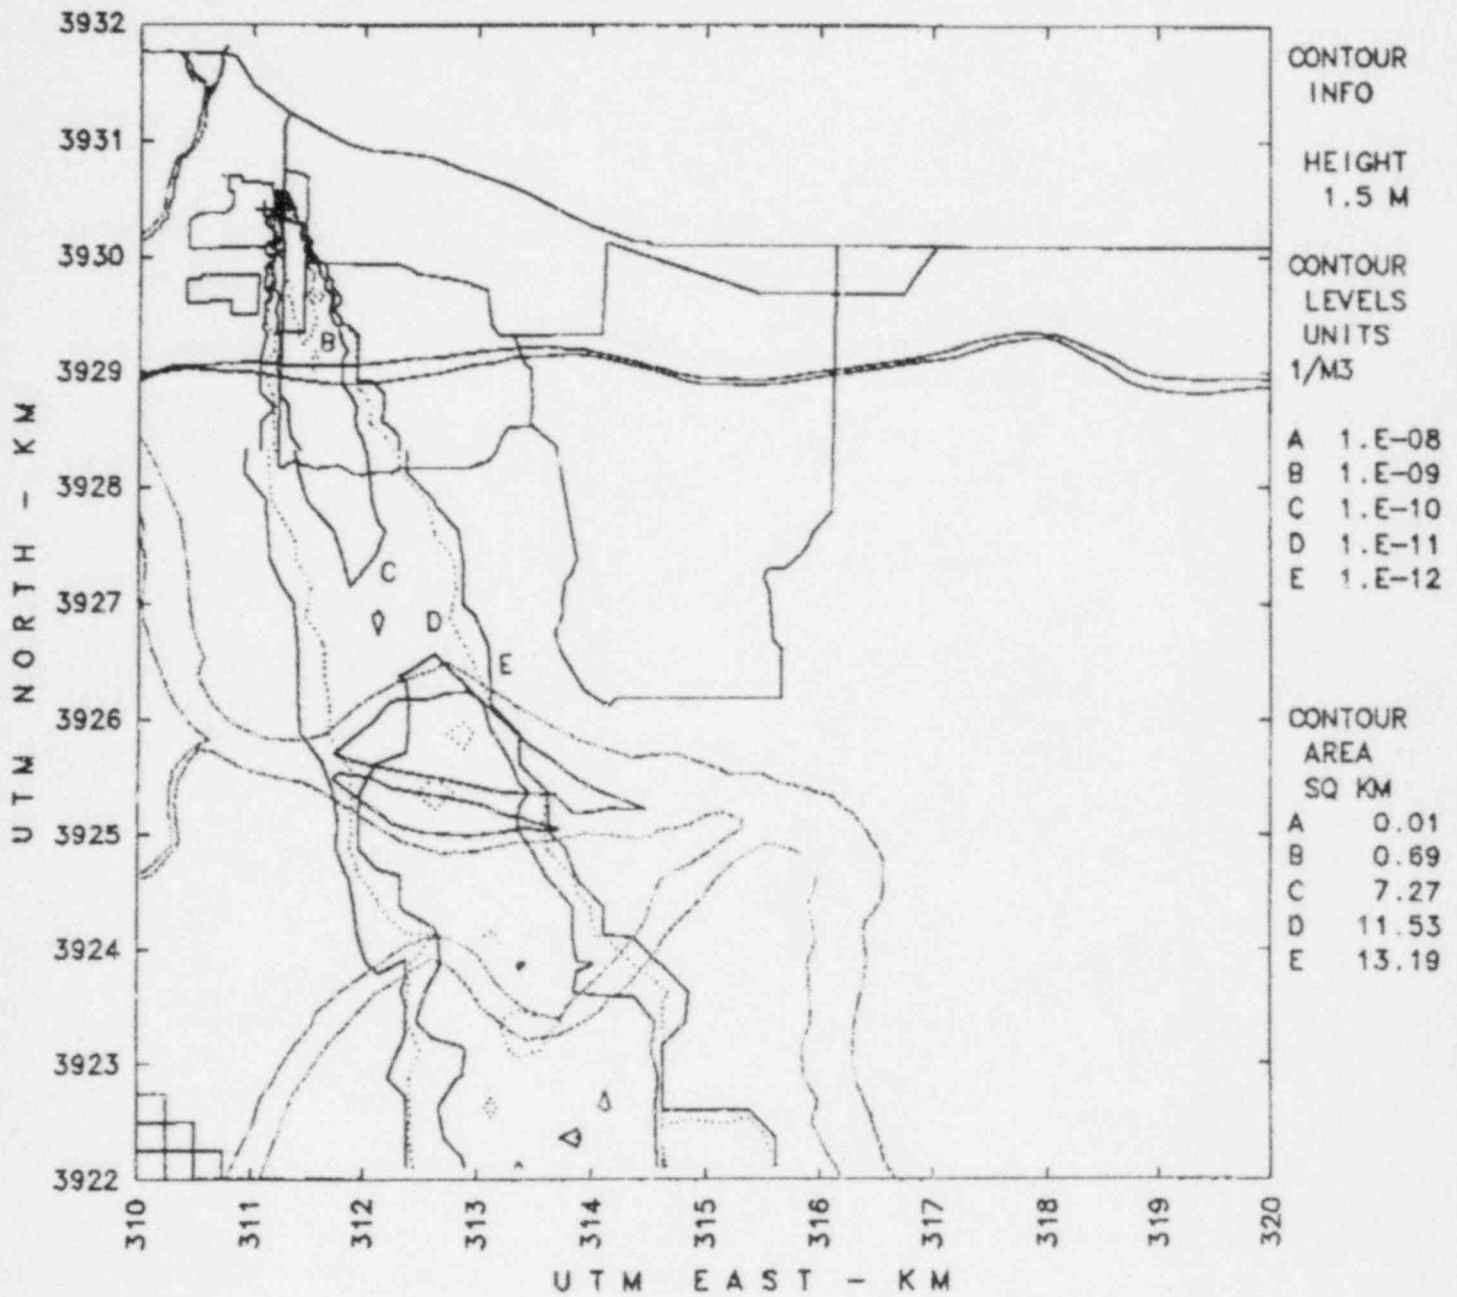 3932
3931
3930
3929
3928
3927
3926
3925
3924
3923
3922
UTM NORTH - KM
310
311
312
313
314
315
316
317
318
319
320
UTM EAST - KM
B
C
D
E
CONTOUR
INFO
HEIGHT
1.5 M
CONTOUR
LEVELS
UNITS
1/M3
A 1.E-08
B 1.E-09
C 1.E-10
D 1.E-11
E 1.E-12
CONTOUR
AREA
SQ KM
A 0.01
B 0.69
C 7.27
D 11.53
E 13.19